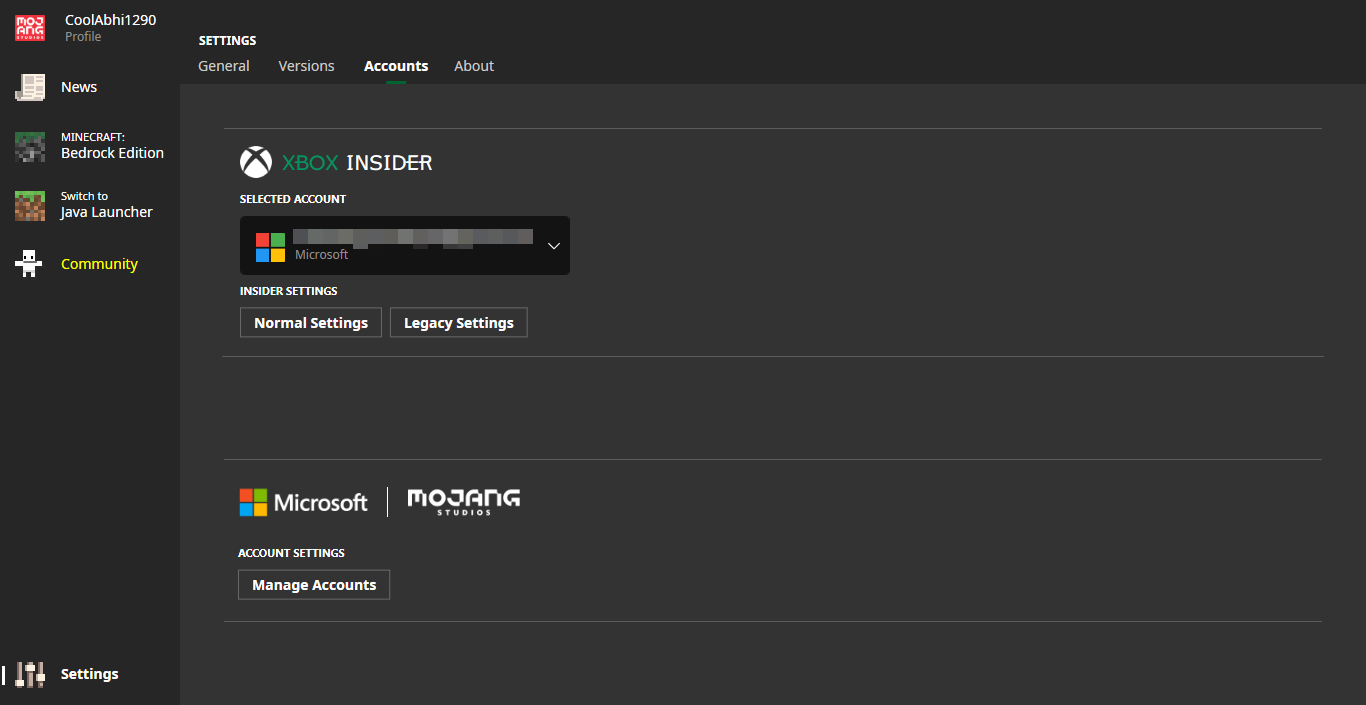 MOJANG STUDIOS
CoolAbhi1290
Profile
News
MINECRAFT:
Bedrock Edition
Switch to
Java Launcher
Community
Settings
SETTINGS
General Versions Accounts About
XBOX INSIDER
SELECTED ACCOUNT
Microsoft
INSIDER SETTINGS
Normal Settings Legacy Settings
Microsoft | MOJANG
STUDIOS
ACCOUNT SETTINGS
Manage Accounts